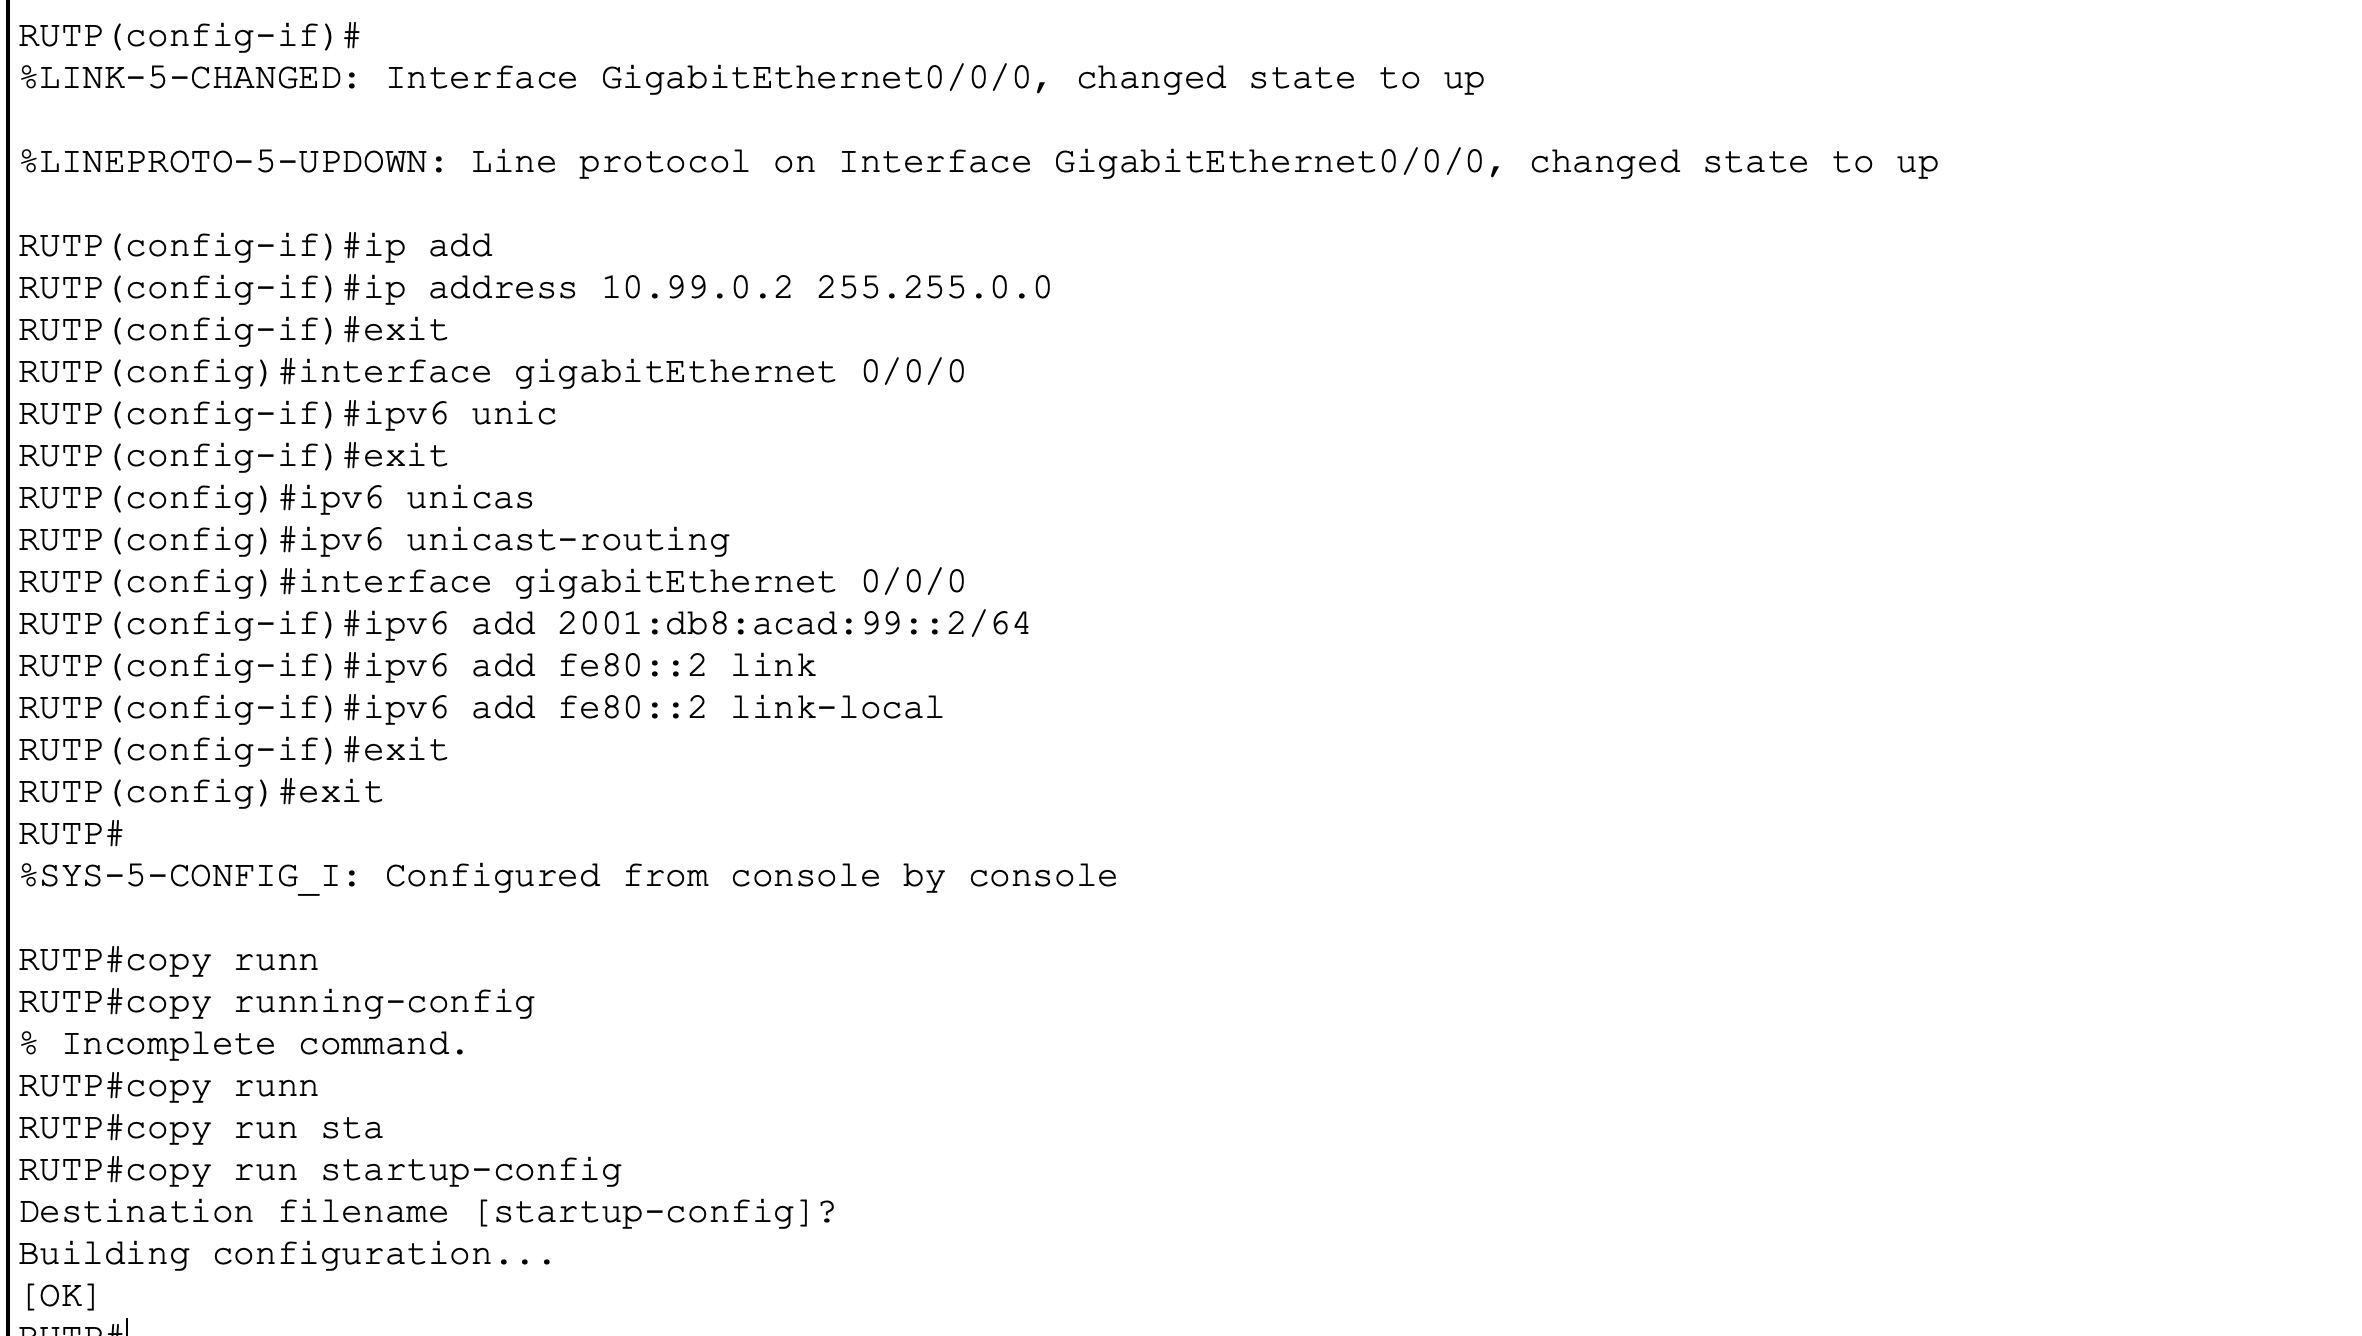 RUTP(config-if)#
%LINK-5-CHANGED: Interface GigabitEthernet0/0/0, changed state to up
%LINEPROTO-5-UPDOWN: Line protocol on Interface GigabitEthernet0/0/0, changed state to up
RUTP(config-if)#ip add
RUTP(config-if)#ip address 10.99.0.2 255.255.0.0
RUTP(config-if)#exit
RUTP(config)#interface gigabitEthernet 0/0/0
RUTP(config-if)#ipv6 unic
RUTP(config-if)#exit
RUTP(config)#ipv6 unicas
RUTP(config)#ipv6 unicast-routing
RUTP(config)#interface gigabitEthernet 0/0/0
RUTP(config-if)#ipv6 add 2001:db8:acad:99::2/64
RUTP(config-if)#ipv6 add fe80::2 link
RUTP(config-if)#ipv6 add fe80::2 link-local
RUTP(config-if)#exit
RUTP(config)#exit
RUTP#
%SYS-5-CONFIG_I: Configured from console by console
RUTP#copy runn
RUTP#copy running-config
% Incomplete command.
RUTP#copy runn
RUTP#copy run sta
RUTP#copy run startup-config
Destination filename [startup-config]?
Building configuration...
[OK]
RUTP#